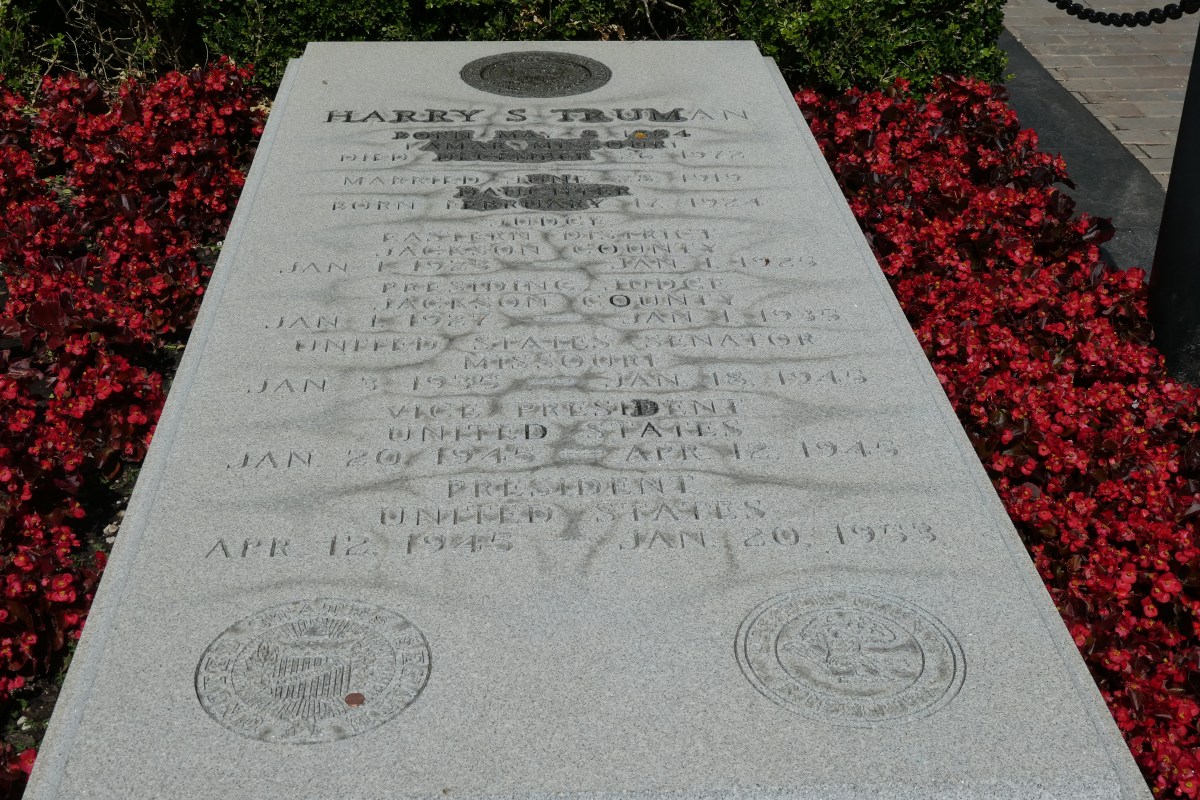 HARRY S TRUMAN
BORN MAY 8 1884
LAMAR, MISSOURI
DIED DECEMBER 26 1972
MARRIED JUNE 28 1919
DAUGHTER
BORN FEBRUARY 17 1924
JUDGE
EASTERN DISTRICT
JACKSON COUNTY
JAN 1, 1923 — JAN. 1, 1925
PRESIDING JUDGE
JACKSON COUNTY
JAN 1, 1927 — JAN 1, 1935
UNITED STATES SENATOR
MISSOURI
JAN 3 1935 — JAN. 18, 1945
VICE PRESIDENT
UNITED STATES
JAN 20, 1945 — APR 12, 1945
PRESIDENT
UNITED STATES
APR 12, 1945 JAN 20, 1953